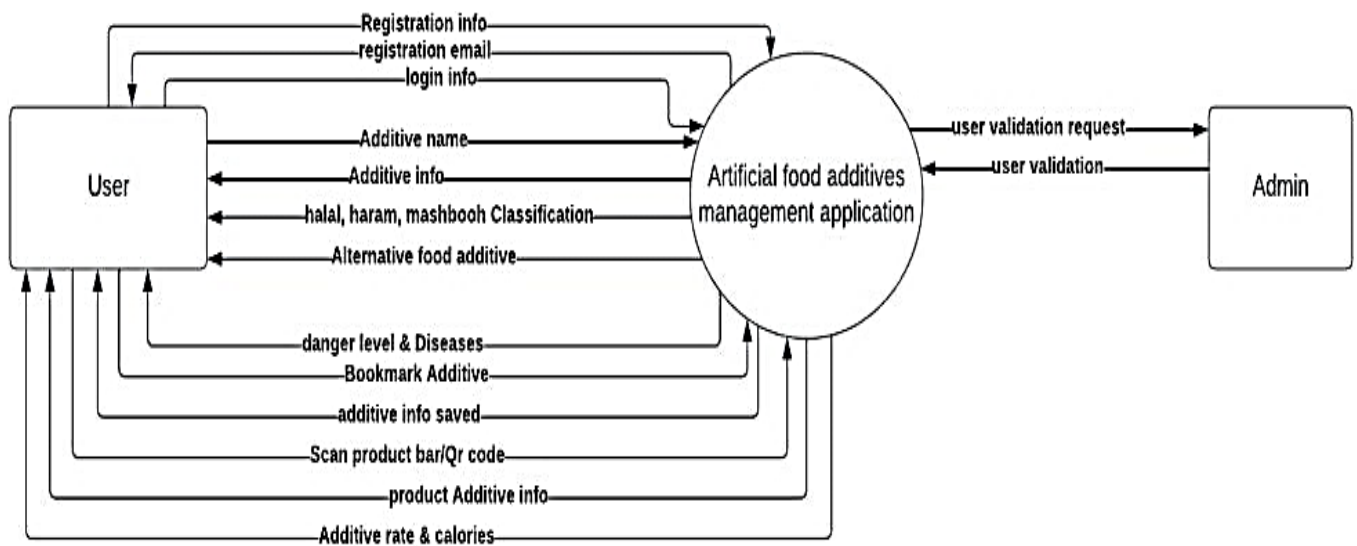 Registration info
registration email
login info
Additive name
Additive info
halal, haram, mashbooh Classification
Alternative food additive
User
Artificial food additives
management application
user validation request
user validation
Admin
danger level & Diseases
Bookmark Additive
additive info saved
Scan product bar/Qr code
product Additive info
Additive rate & calories